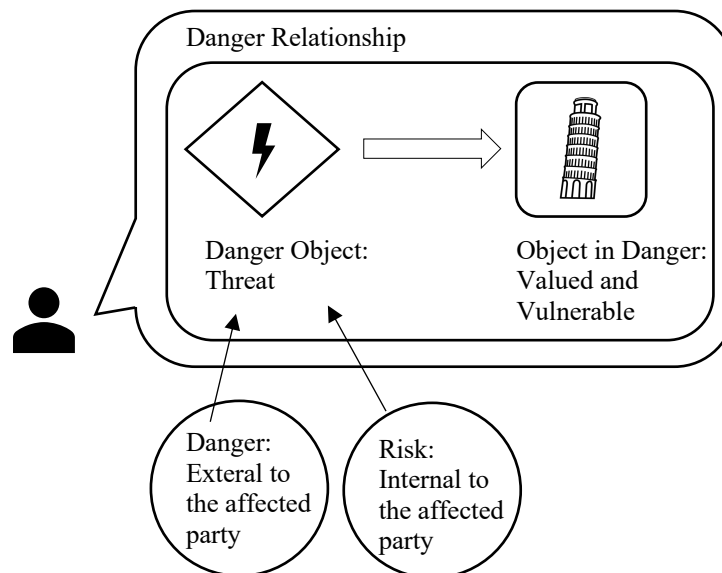 Danger Relationship
Danger Object:
Threat
Object in Danger:
Valued and
Vulnerable
Danger:
Exteral to
the affected
party
Risk:
Internal to
the affected
party